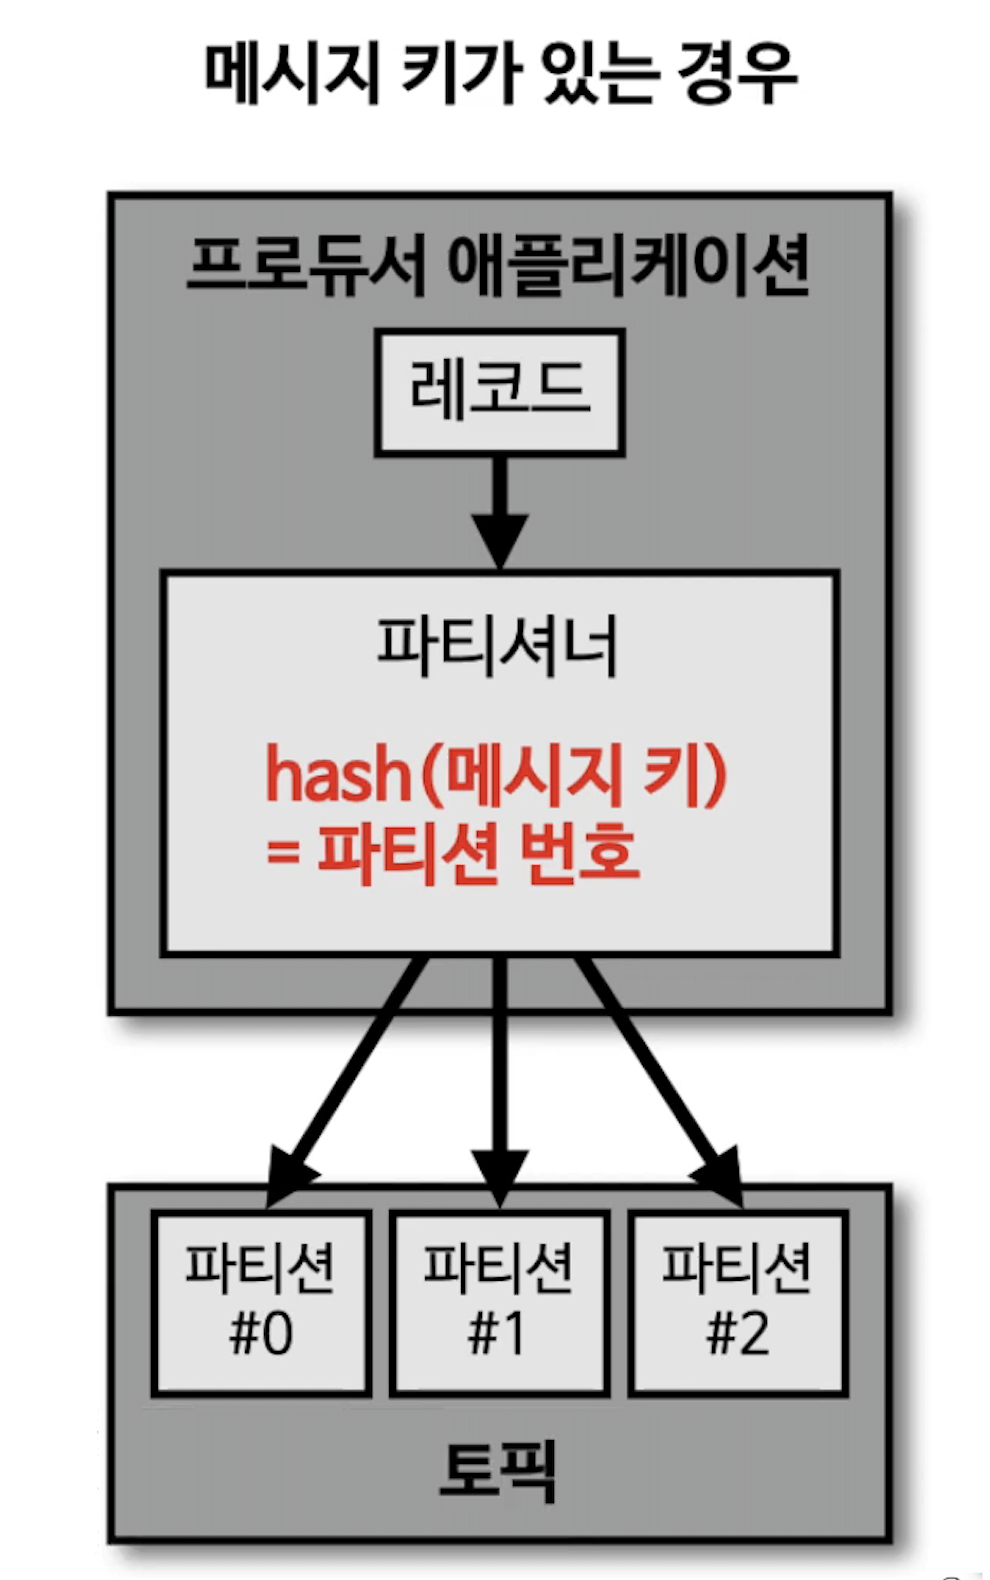 메시지 키가 있는 경우
프로듀서 애플리케이션
레코드
파티셔너
hash(메시지 키)
= 파티션 번호
파티션
#0
파티션
#1
파티션
#2
토픽